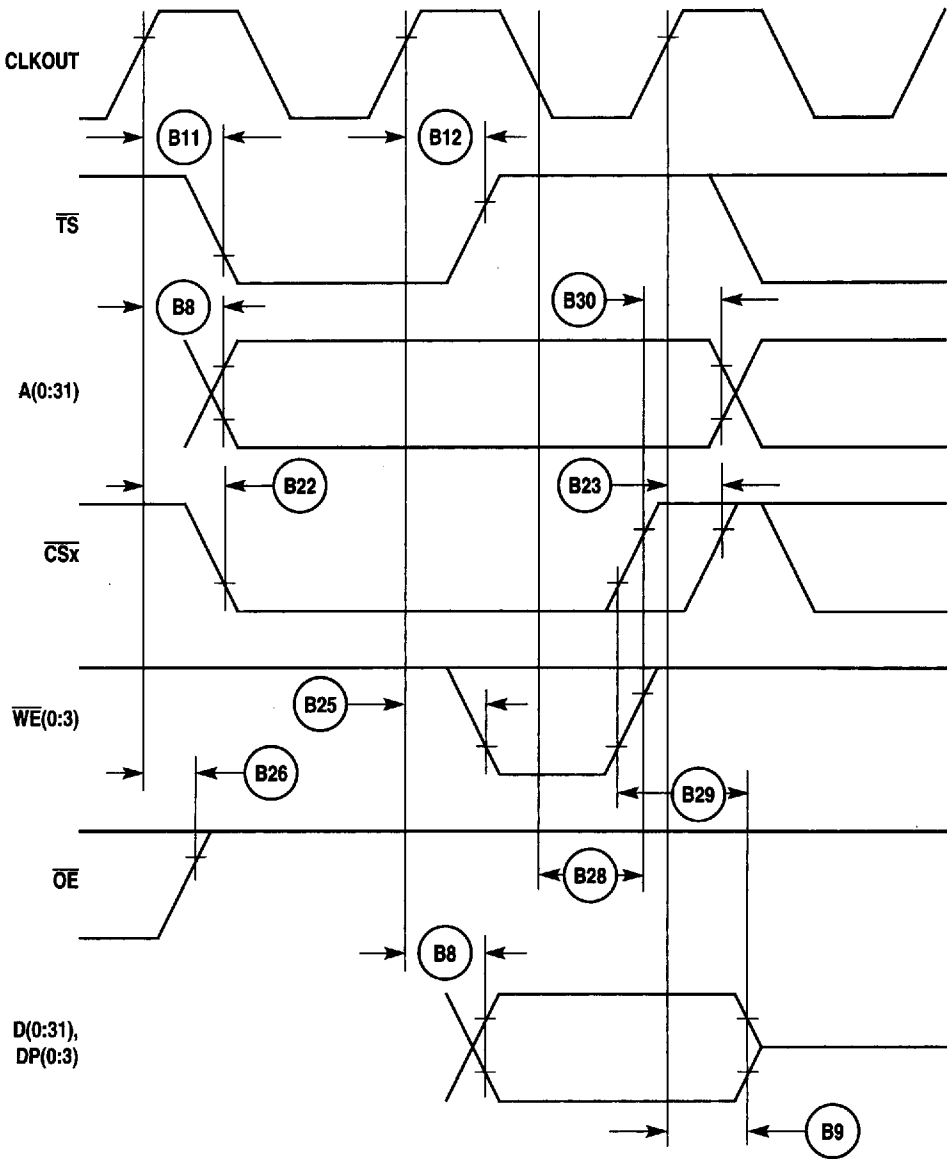 CLKOUT
B11
B12
TS
B8
B30
A(0:31)
B22
B23
CSx
B25
WE(0:3)
B26
B29
OE
B28
B8
D(0:31),
DP(0:3)
B9